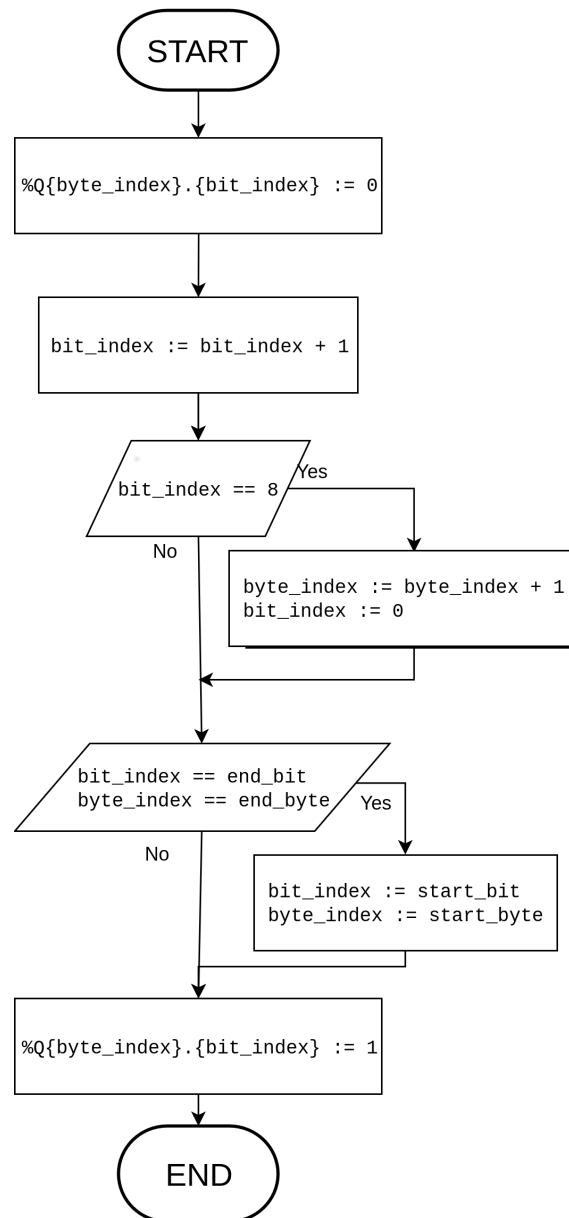 START
%Q{byte_index}.{bit_index} := 0
bit_index := bit_index + 1
bit_index == 8
Yes
No
byte_index := byte_index + 1
bit_index := 0
bit_index == end_bit
byte_index == end_byte
Yes
No
bit_index := start_bit
byte_index := start_byte
%Q{byte_index}.{bit_index} := 1
END